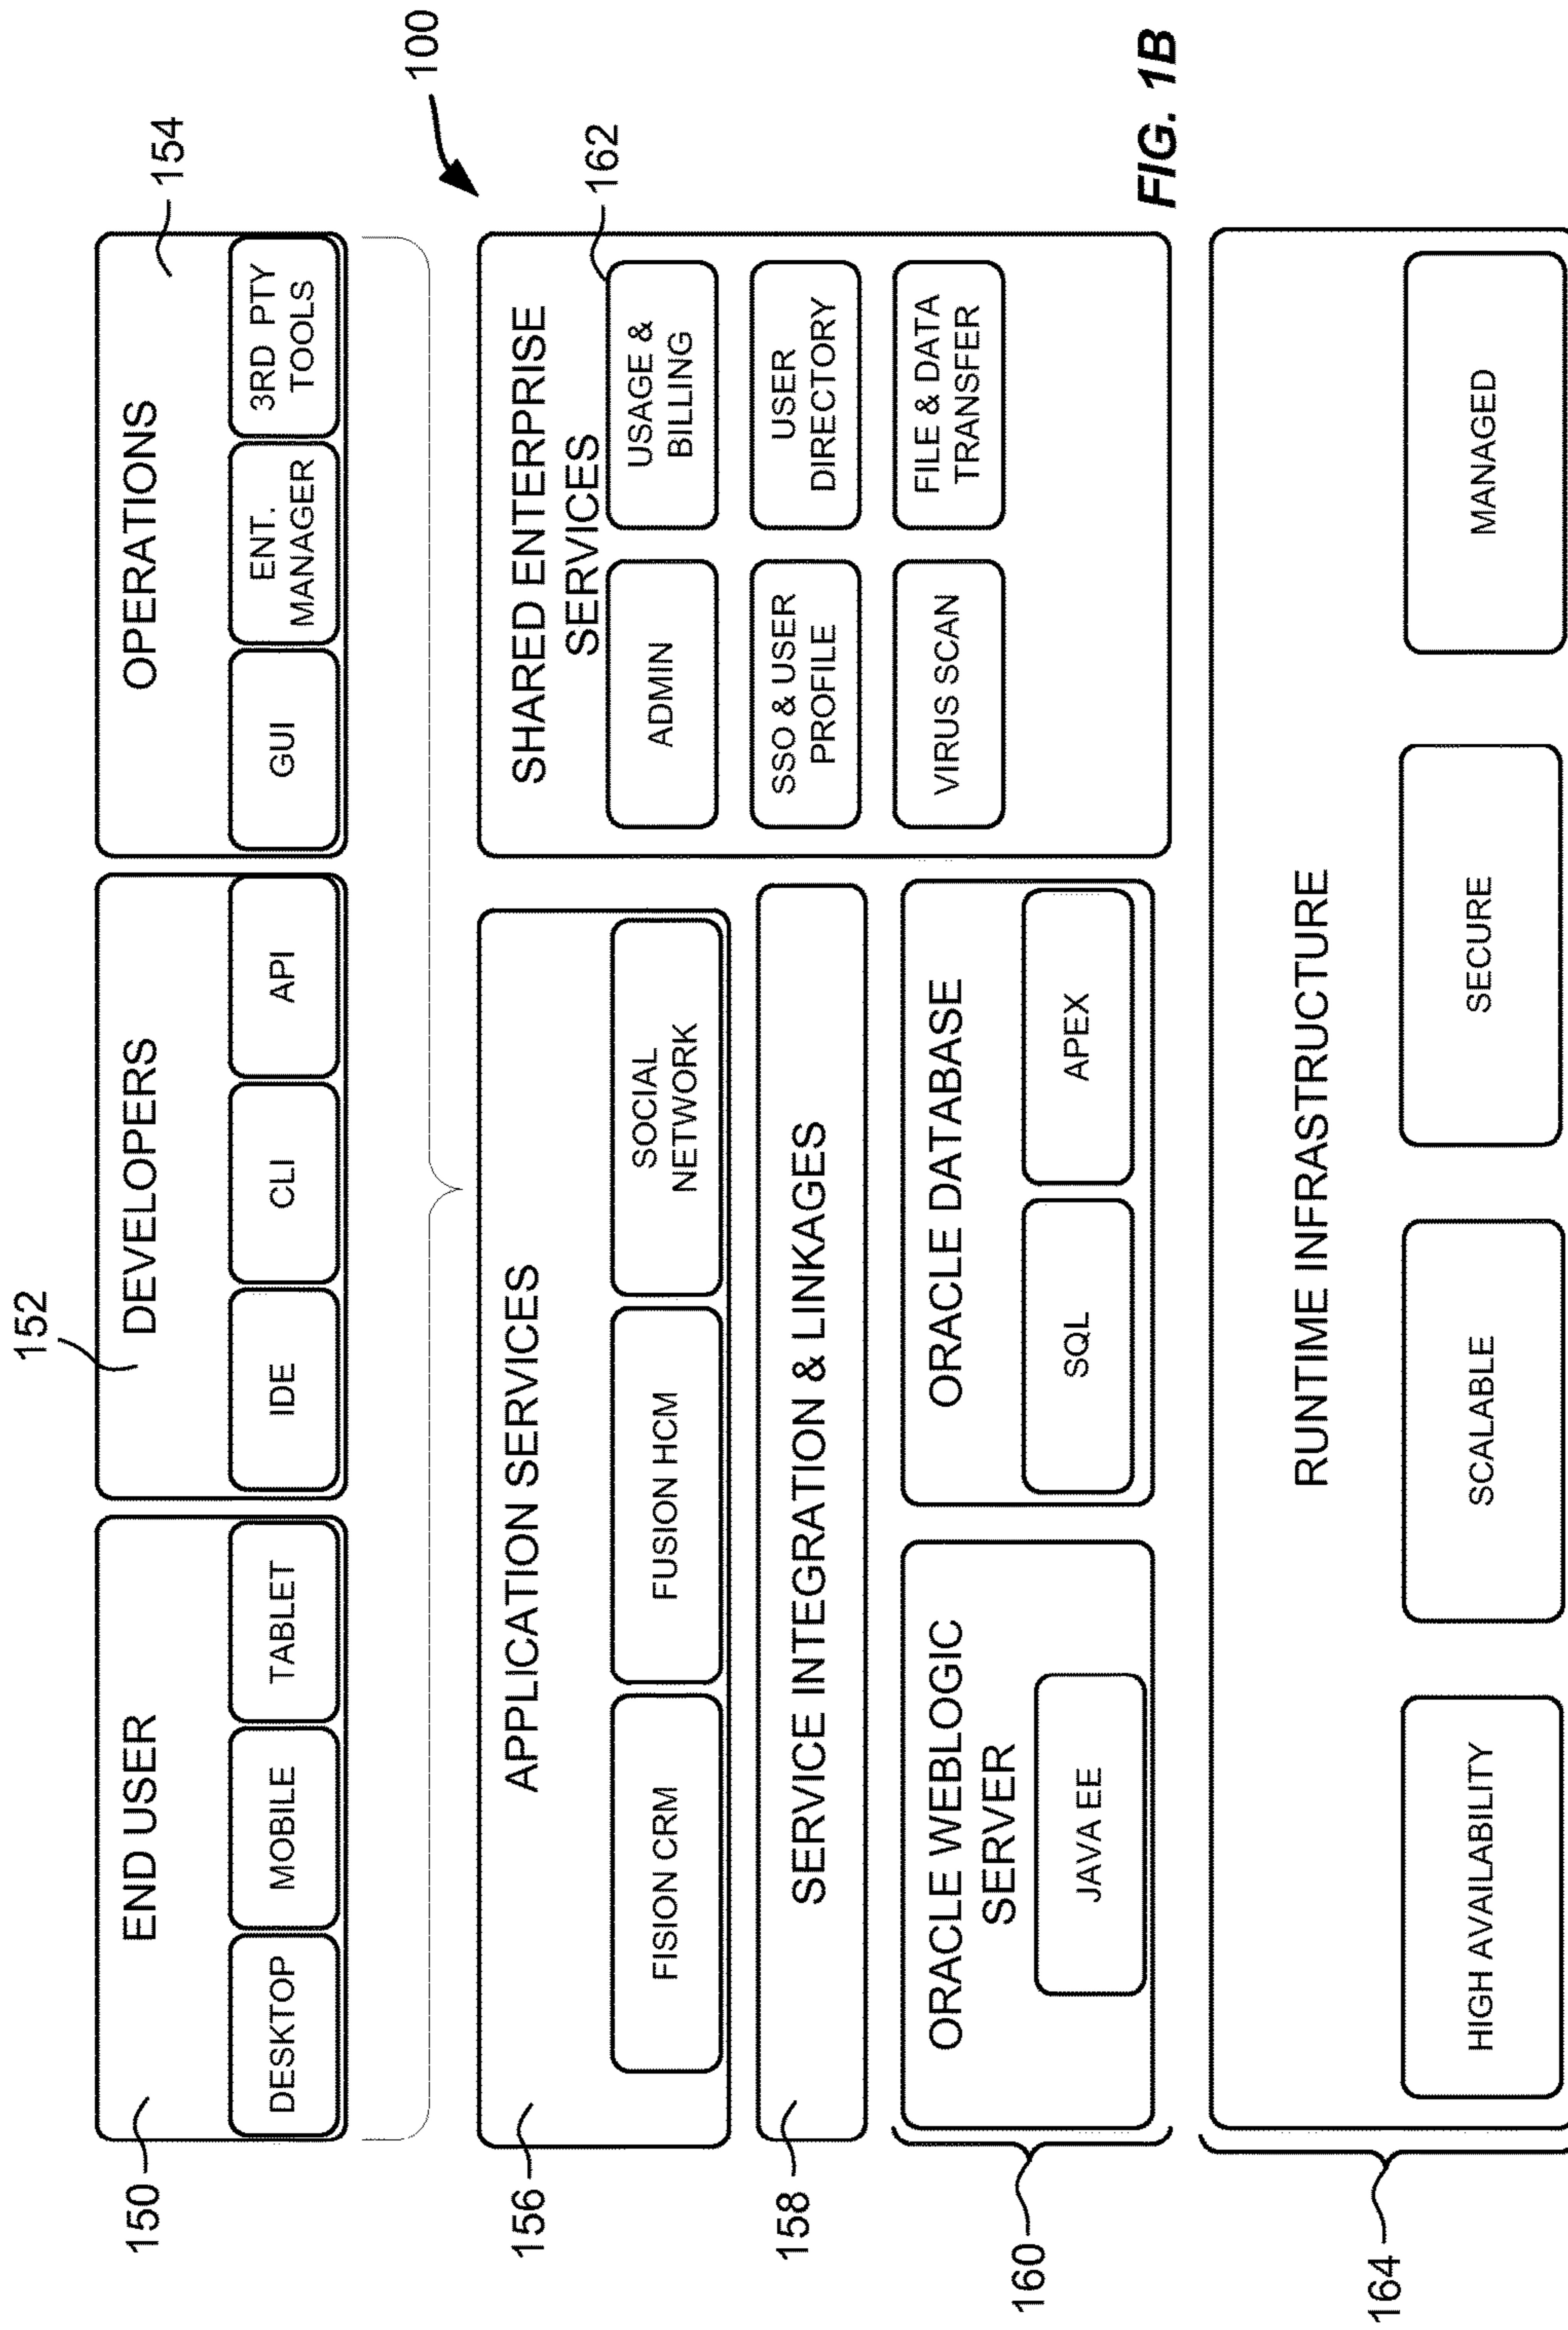 152
END USER
DEVELOPERS
OPERATIONS
150
154
DESKTOP
MOBILE
TABLET
IDE
CLI
API
GUI
ENT.
MANAGER
3RD PTY
TOOLS
100
156
APPLICATION SERVICES
FISION CRM
FUSION HCM
SOCIAL
NETWORK
158
SERVICE INTEGRATION & LINKAGES
160
ORACLE WEBLOGIC
SERVER
JAVA EE
ORACLE DATABASE
SQL
APEX
SHARED ENTERPRISE
SERVICES
162
ADMIN
USAGE &
BILLING
SSO & USER
PROFILE
USER
DIRECTORY
VIRUS SCAN
FILE & DATA
TRANSFER
FIG. 1B
164
RUNTIME INFRASTRUCTURE
HIGH AVAILABILITY
SCALABLE
SECURE
MANAGED